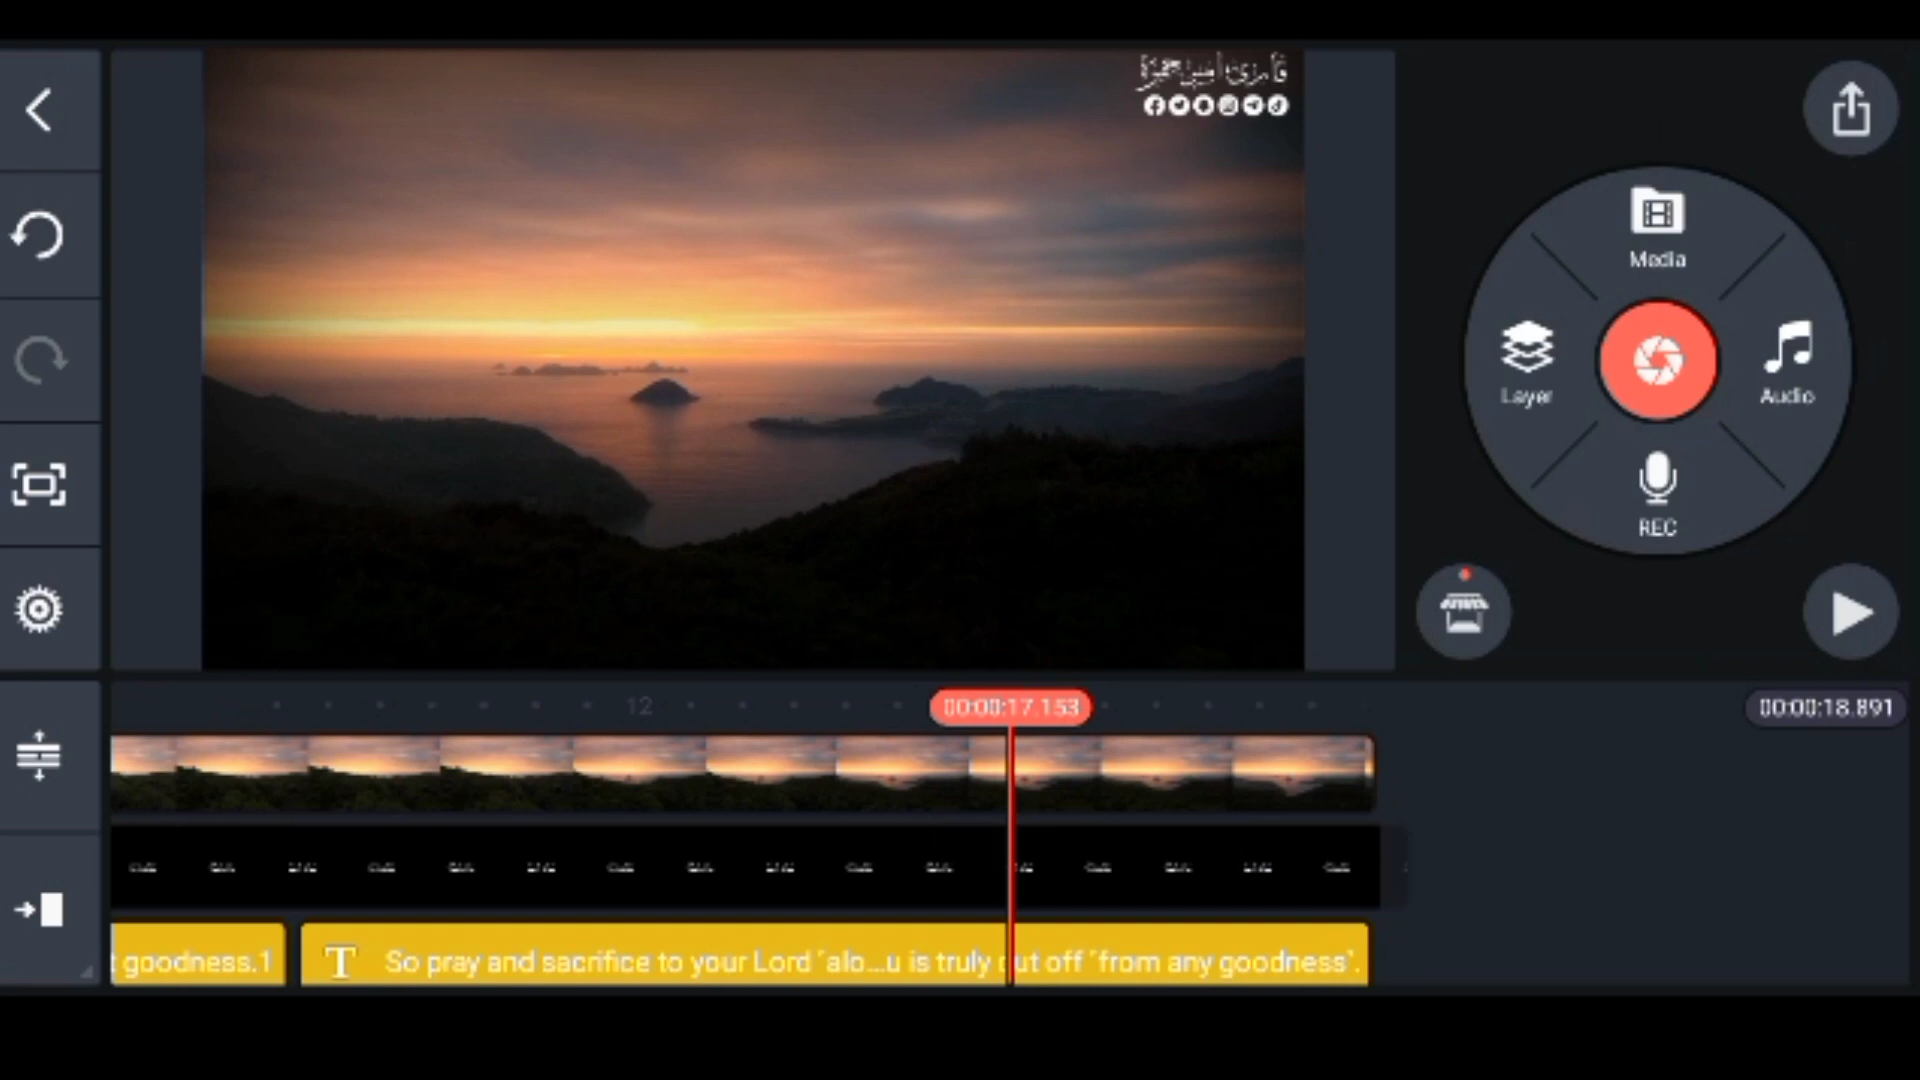 Media
Layer
Audio
REC
12
00:00:17.153
00:00:18.891
t goodness.1
T So pray and sacrifice to your Lord ˹alo...u is truly cut off ˹from any goodness˺.